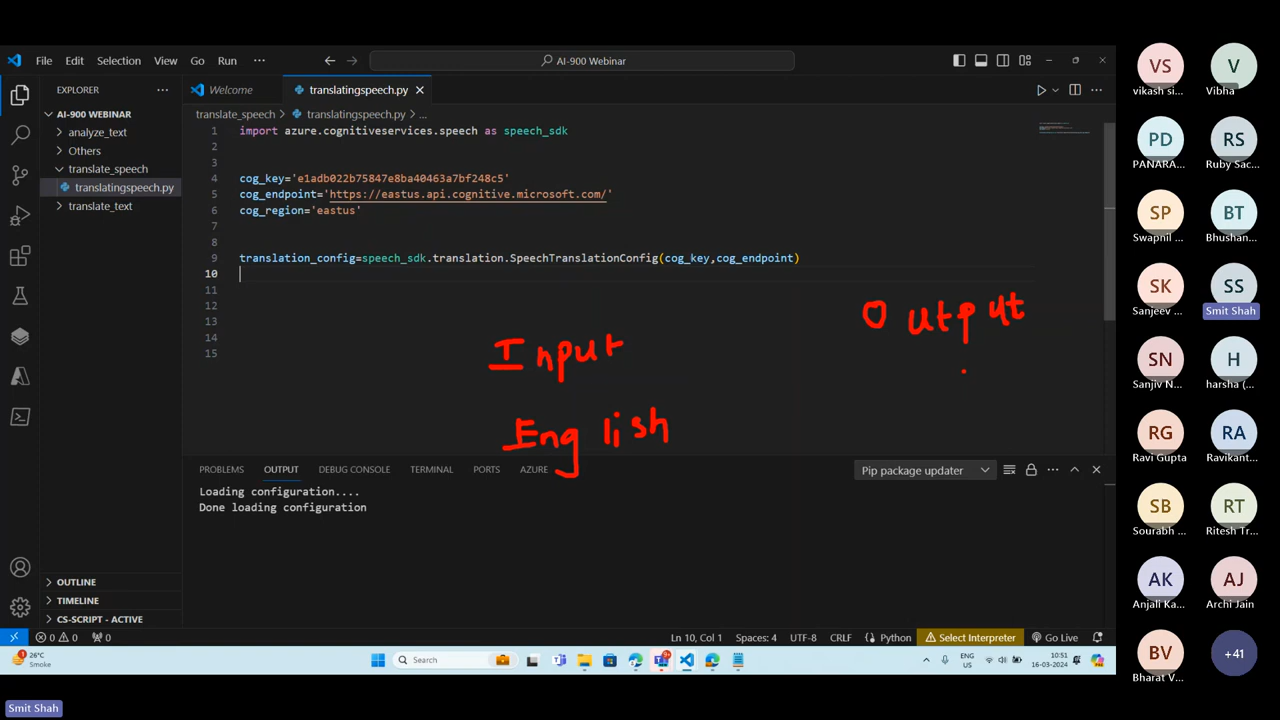 File Edit Selection View Run ··· AI-900 Webinar
EXPLORER ···
Welcome translatingspeech.py
AI-900 WEBINAR
translate_speech > translatingspeech.py > ...
analyze_text
Others
translate_speech
translatingspeech.py
translate_text
1 import azure.cognitiveservices.speech as speech_sdk
2
3
4 cog_key='e1adb022b75847e8ba40463a7bf248c5'
5 cog_endpoint='https://eastus.api.cognitive.microsoft.com/'
6 cog_region='eastus'
7
8
9 translation_config=speech_sdk.translation.SpeechTranslationConfig(cog_key,cog_endpoint)
10
11
12
13
14
15
Output
Input
English
PROBLEMS OUTPUT DEBUG CONSOLE TERMINAL PORTS AZURE Pip package updater
Loading configuration....
Done loading configuration
OUTLINE
TIMELINE
CS-SCRIPT - ACTIVE
0 0 0 Ln 10, Col 1 Spaces: 4 UTF-8 CRLF Python Select Interpreter Go Live
26°C
Smoke
Search
ENG
US
10:51
16-03-2024
Smit Shah
VS V
vikash si... Vibha
PD RS
PANARA... Ruby Sac...
SP BT
Swapnil ... Bhushan...
SK SS
Sanjeev ... Smit Shah
SN H
Sanjiv N... harsha (...
RG RA
Ravi Gupta Ravikant...
SB RT
Sourabh ... Ritesh Tr...
AK AJ
Anjali Ka... Archi Jain
BV +41
Bharat V...